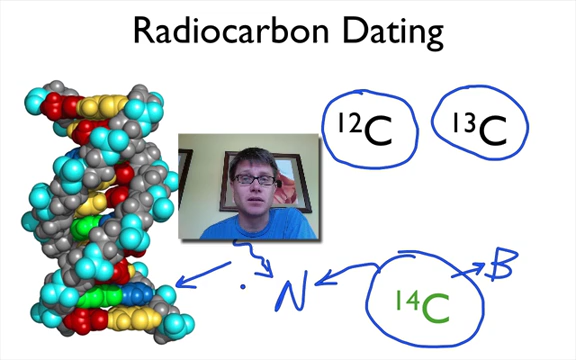 Radiocarbon Dating
¹²C
¹³C
N
¹⁴C
B